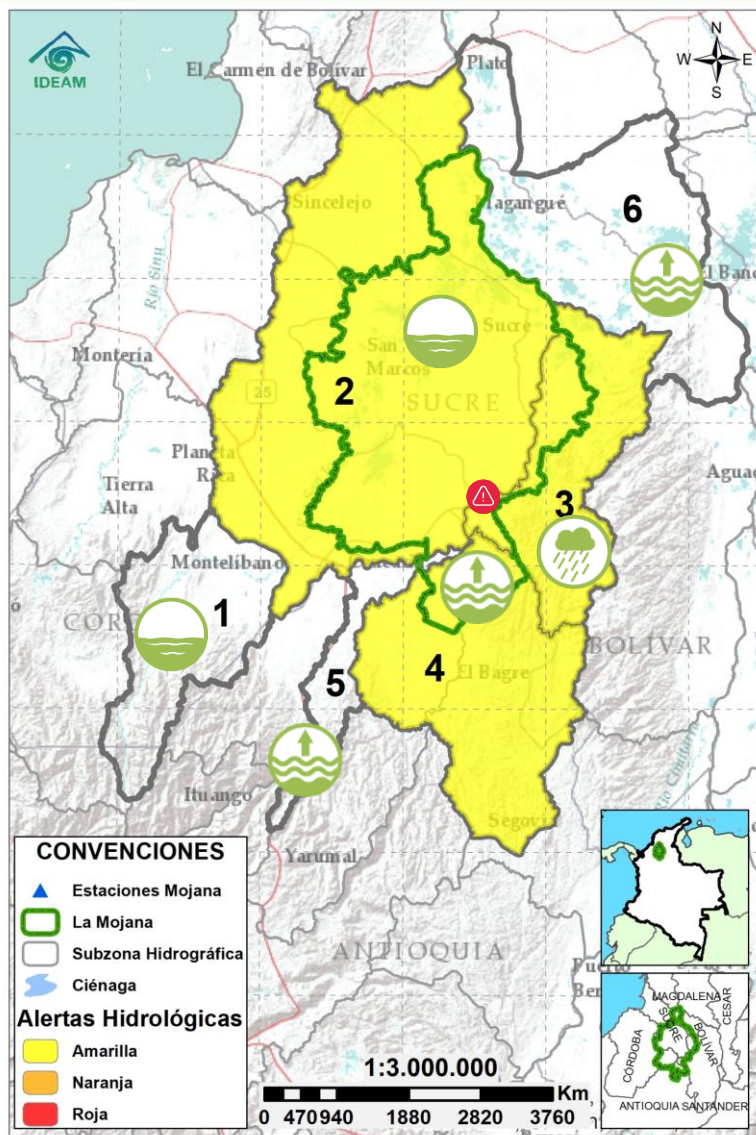 IDEAM
N
W
E
S
El Carmen de Bolívar
Plato
Sincelejo
Magangué
6
El Banco
Río Sinú
Sucre
San
Marcos
Montería
2
SUCRE
25
Planeta
Rica
Tierra
Alta
3
Montelíbano
1
BOLIVAR
5
4
El Bagre
Ituango
Segovi
Yarumal
ANTIOQUIA
CONVENCIONES
Estaciones Mojana
La Mojana
Subzona Hidrográfica
Ciénaga
Alertas Hidrológicas
Amarilla
Naranja
Roja
1:3.000.000
Km
0 470 940 1880 2820 3760
MAGDALENA
CESAR
SUCRE
BOLÍVAR
CÓRDOBA
ANTIOQUIA
SANTANDER